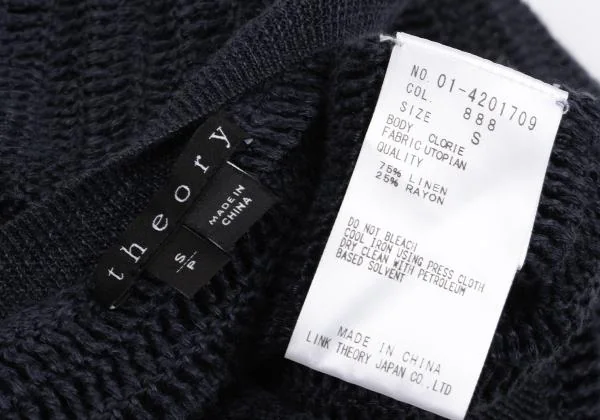 theory
MADE IN
CHINA
S/P
NO. 01-4201709
COL. 888
SIZE S
BODY CLORIE
FABRIC UTOPIAN
QUALITY
75% LINEN
25% RAYON
DO NOT BLEACH
COOL IRON USING PRESS CLOTH
DRY CLEAN WITH PETROLEUM
BASED SOLVENT
MADE IN CHINA
LINK THEORY JAPAN CO.,LTD